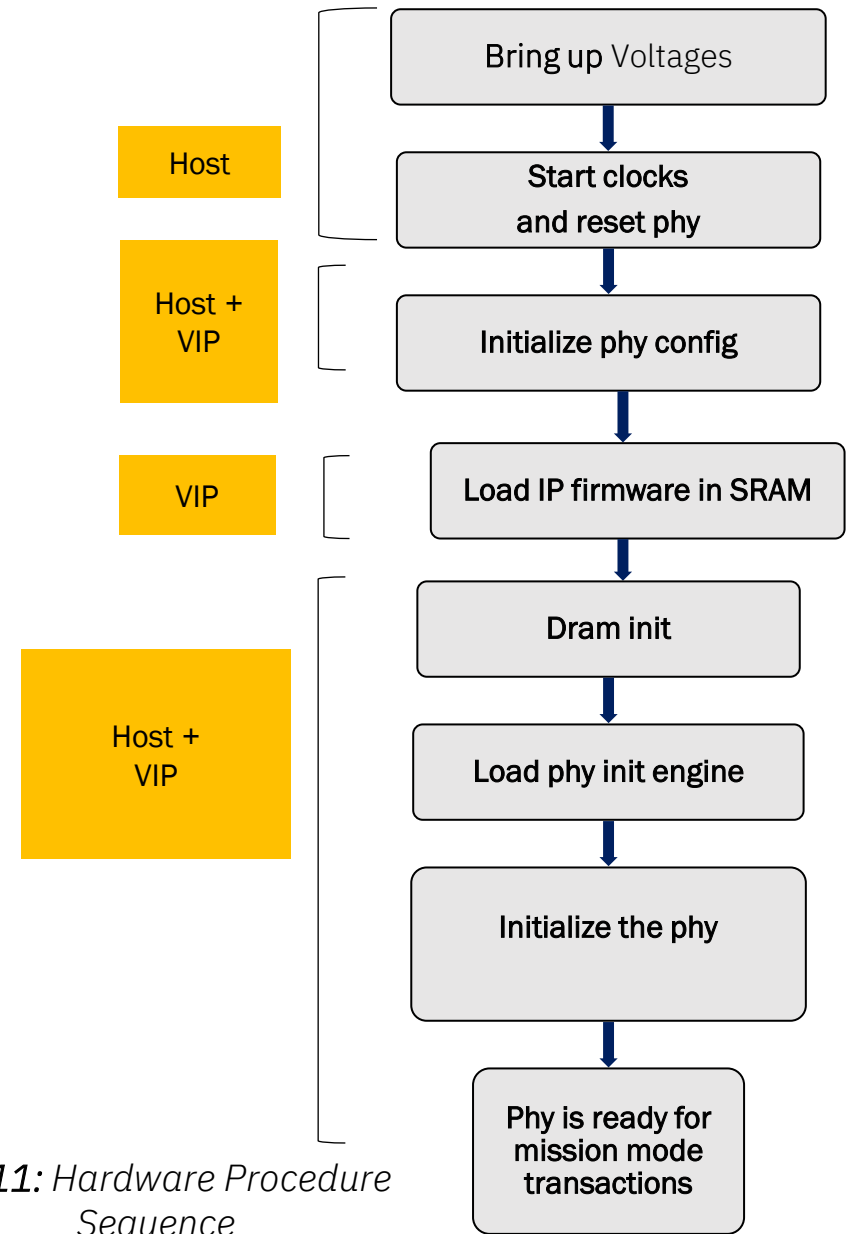 Bring up Voltages
Host
Start clocks
and reset phy
Host +
VIP
Initialize phy config
VIP
Load IP firmware in SRAM
Dram init
Host +
VIP
Load phy init engine
Initialize the phy
Phy is ready for
mission mode
transactions
11: Hardware Procedure
Sequence